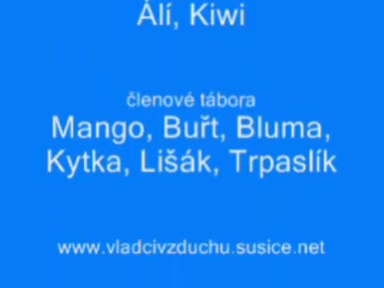 Álí, Kiwi
členové tábora
Mango, Buřt, Bluma,
Kytka, Lišák, Trpaslík
www.vladcivzduchu.susice.net